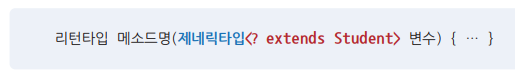 리턴타입 메소드명(제네릭타입<? extends Student> 변수) { … }